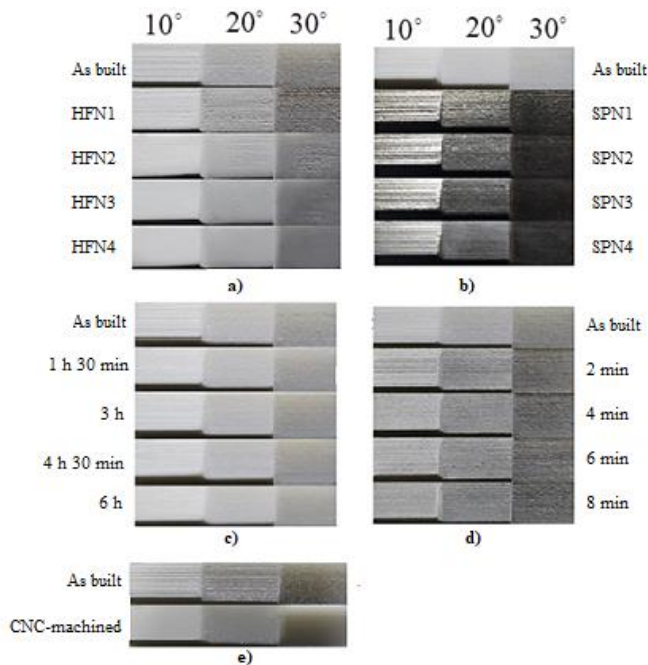 10° 20° 30°
As built
HFN1
HFN2
HFN3
HFN4
a)
10° 20° 30°
As built
SPN1
SPN2
SPN3
SPN4
b)
As built
1 h 30 min
3 h
4 h 30 min
6 h
c)
As built
2 min
4 min
6 min
8 min
d)
As built
CNC-machined
e)